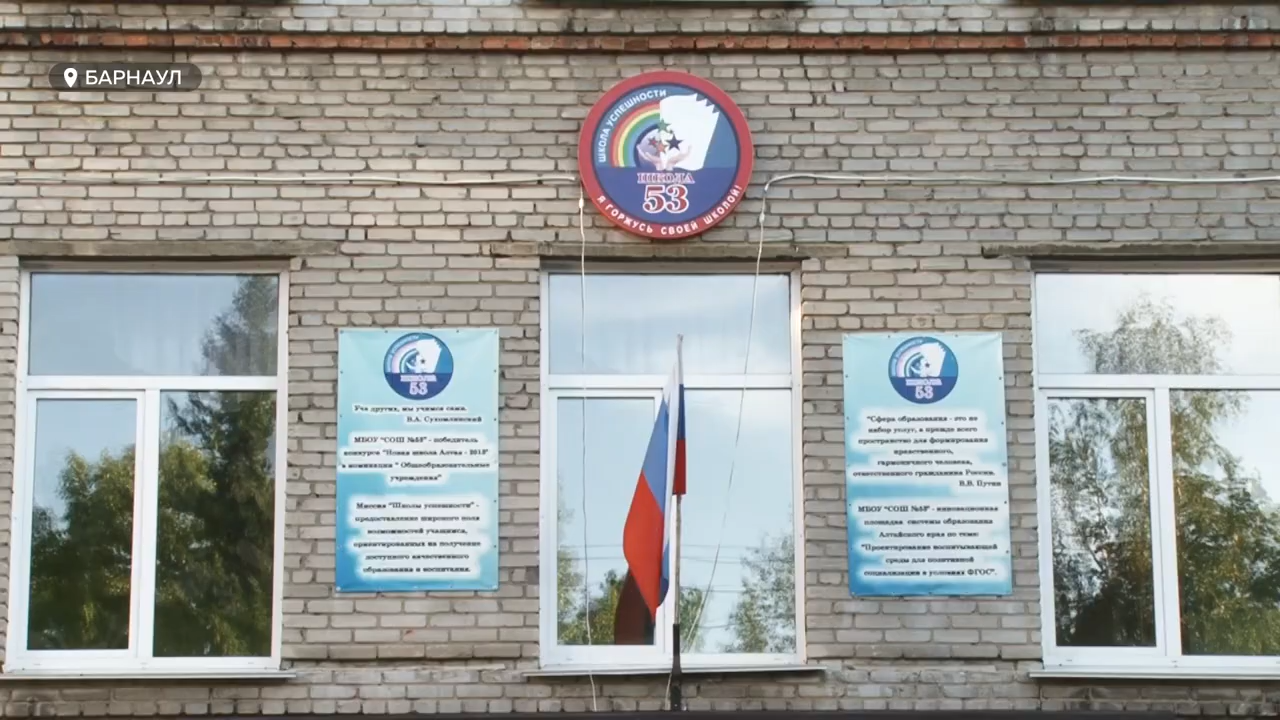 БАРНАУЛ
ШКОЛА УСПЕШНОСТИ
ШКОЛА
53
Я ГОРЖУСЬ СВОЕЙ ШКОЛОЙ!
ШКОЛА
53
Уча других, мы учимся сами.
В.А. Сухомлинский
МБОУ "СОШ №53" - победитель
конкурса "Новая школа Алтая - 2013"
в номинации " Общеобразовательные
учреждения"
Миссия "Школы успешности" -
предоставление широкого поля
возможностей учащимся,
ориентированных на получение
доступного качественного
образования и воспитания.
ШКОЛА
53
"Сфера образования - это не
набор услуг, а прежде всего
пространство для формирования
нравственного,
гармоничного человека,
ответственного гражданина России.
В.В. Путин
МБОУ "СОШ №53" - инновационная
площадка системы образования
Алтайского края по теме:
"Проектирование воспитывающей
среды для позитивной
социализации в условиях ФГОС".